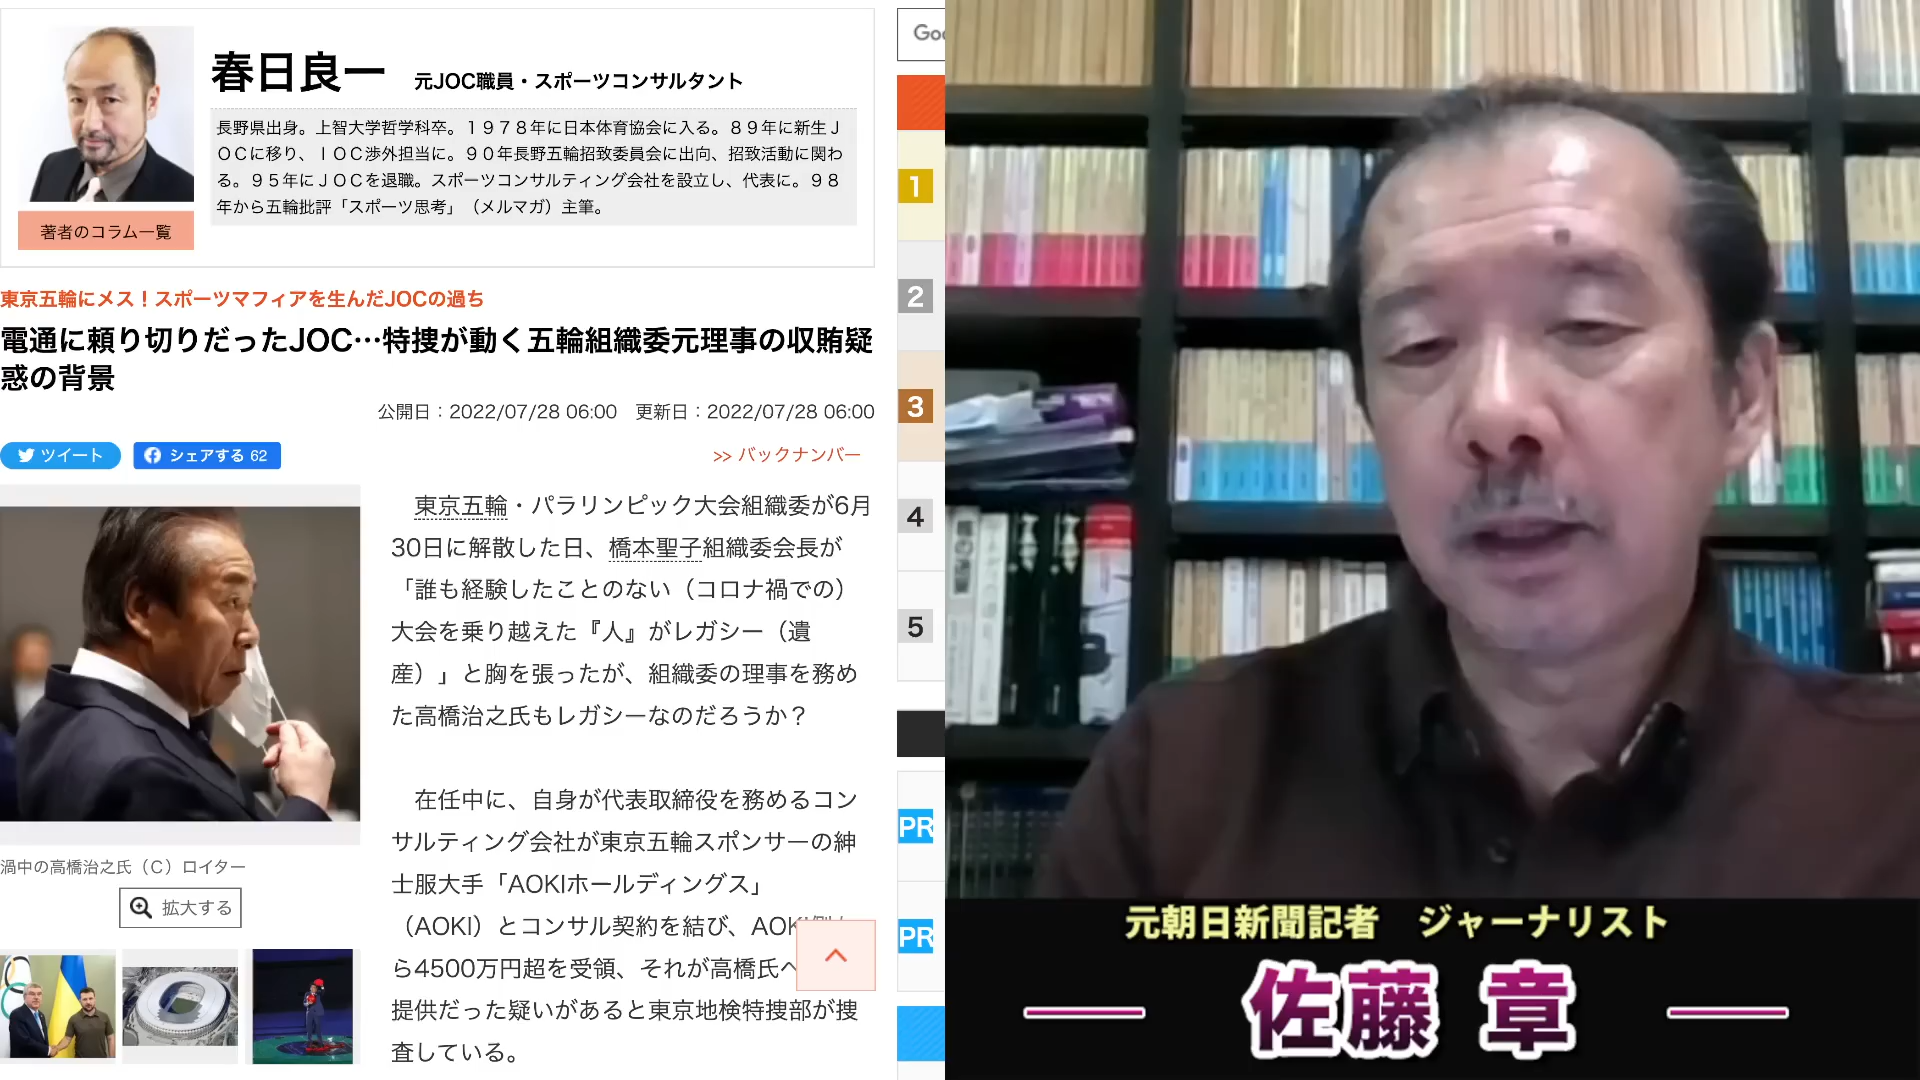 春日良一 元JOC職員・スポーツコンサルタント
長野県出身。上智大学哲学科卒。１９７８年に日本体育協会に入る。８９年に新生Ｊ
ＯＣに移り、ＩＯＣ渉外担当に。９０年長野五輪招致委員会に出向、招致活動に関わ
る。９５年にＪＯＣを退職。スポーツコンサルティング会社を設立し、代表に。９８
年から五輪批評「スポーツ思考」（メルマガ）主筆。
著者のコラム一覧
東京五輪にメス！スポーツマフィアを生んだJOCの過ち
電通に頼り切りだったJOC…特捜が動く五輪組織委元理事の収賄疑
惑の背景
公開日：2022/07/28 06:00 更新日：2022/07/28 06:00
ツイート
シェアする 62
>> バックナンバー
東京五輪・パラリンピック大会組織委が6月
30日に解散した日、橋本聖子組織委会長が
「誰も経験したことのない（コロナ禍での）
大会を乗り越えた『人』がレガシー（遺
産）」と胸を張ったが、組織委の理事を務め
た高橋治之氏もレガシーなのだろうか？
在任中に、自身が代表取締役を務めるコン
サルティング会社が東京五輪スポンサーの紳
士服大手「AOKIホールディングス」
（AOKI）とコンサル契約を結び、AOK
ら4500万円超を受領、それが高橋氏へ
提供だった疑いがあると東京地検特捜部が捜
査している。
渦中の高橋治之氏（Ｃ）ロイター
拡大する
Goo
1
2
3
4
5
PR
PR
元朝日新聞記者 ジャーナリスト
佐藤 章